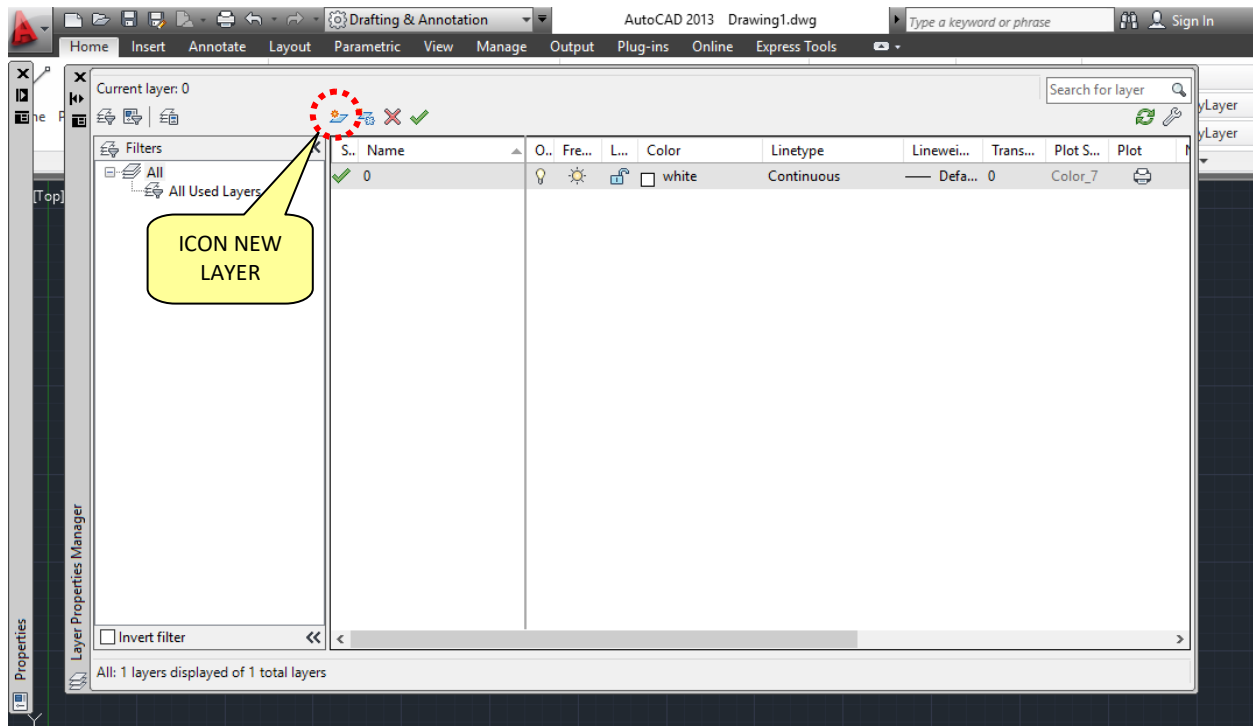 Drafting & Annotation
AutoCAD 2013 Drawing1.dwg
Type a keyword or phrase
Sign In
Home Insert Annotate Layout Parametric View Manage Output Plug-ins Online Express Tools
Current layer: 0
Search for layer
yLayer
yLayer
Filters
S.. Name O.. Fre... L... Color Linetype Linewei... Trans... Plot S... Plot
All
0 white Continuous Defa... 0 Color_7
All Used Layers
[Top]
ICON NEW
LAYER
Layer Properties Manager
Properties
Invert filter
All: 1 layers displayed of 1 total layers
Y